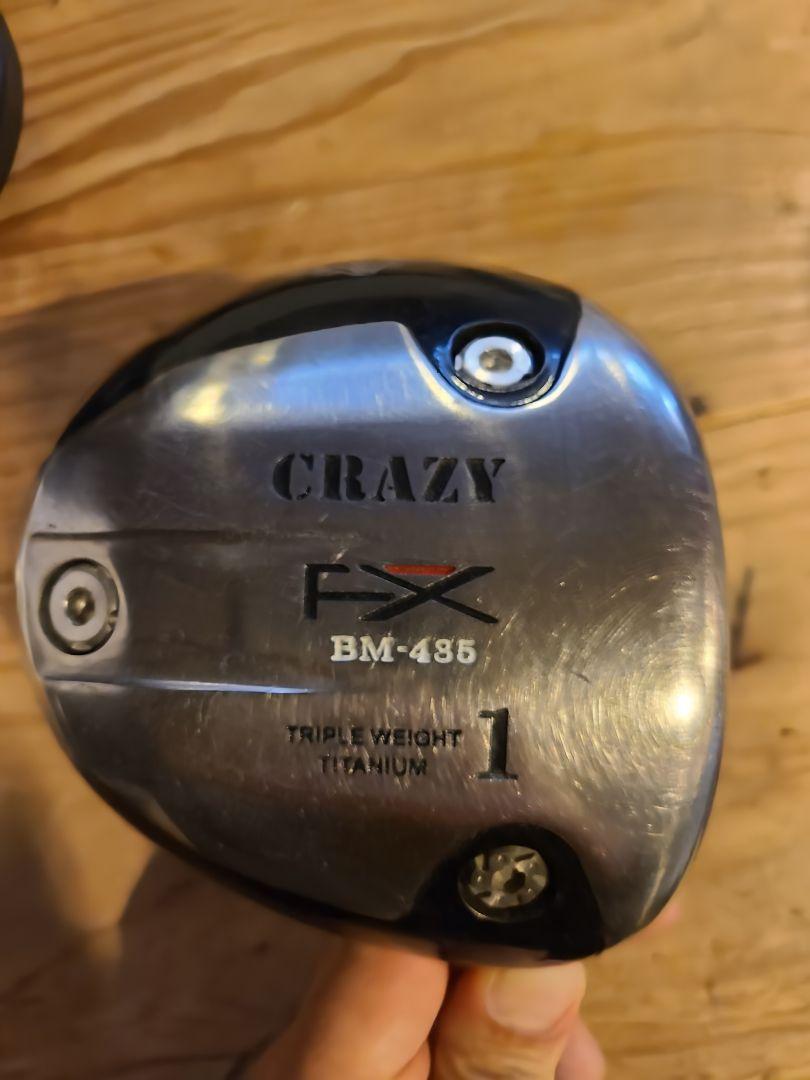 CRAZY
FX
BM-435
TRIPLE WEIGHT 1
TITANIUM